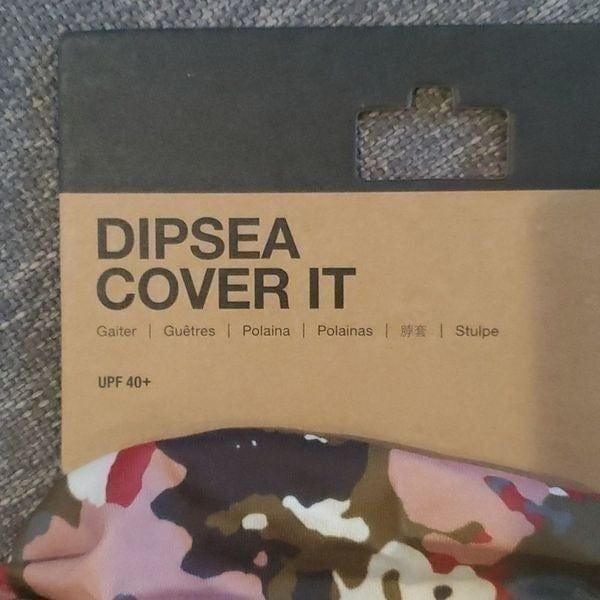 DIPSEA
COVER IT
Gaiter | Guêtres | Polaina | Polainas | 脖套 | Stulpe
UPF 40+